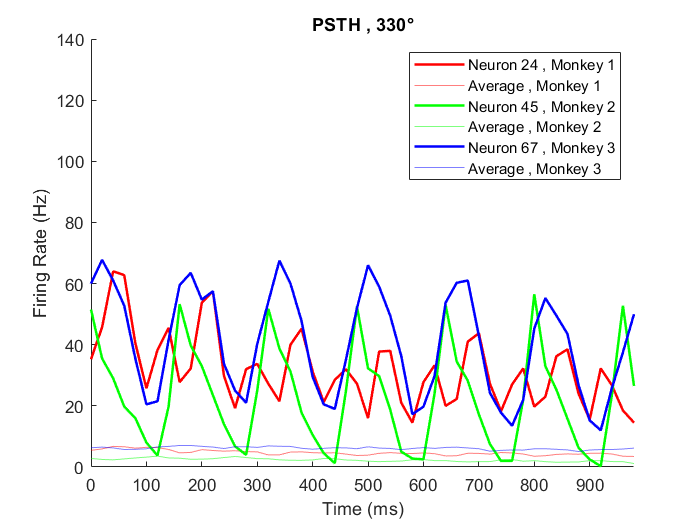 PSTH , 330°
140
120
100
80
60
40
20
0
Firing Rate (Hz)
Neuron 24 , Monkey 1
Average , Monkey 1
Neuron 45 , Monkey 2
Average , Monkey 2
Neuron 67 , Monkey 3
Average , Monkey 3
0 100 200 300 400 500 600 700 800 900
Time (ms)